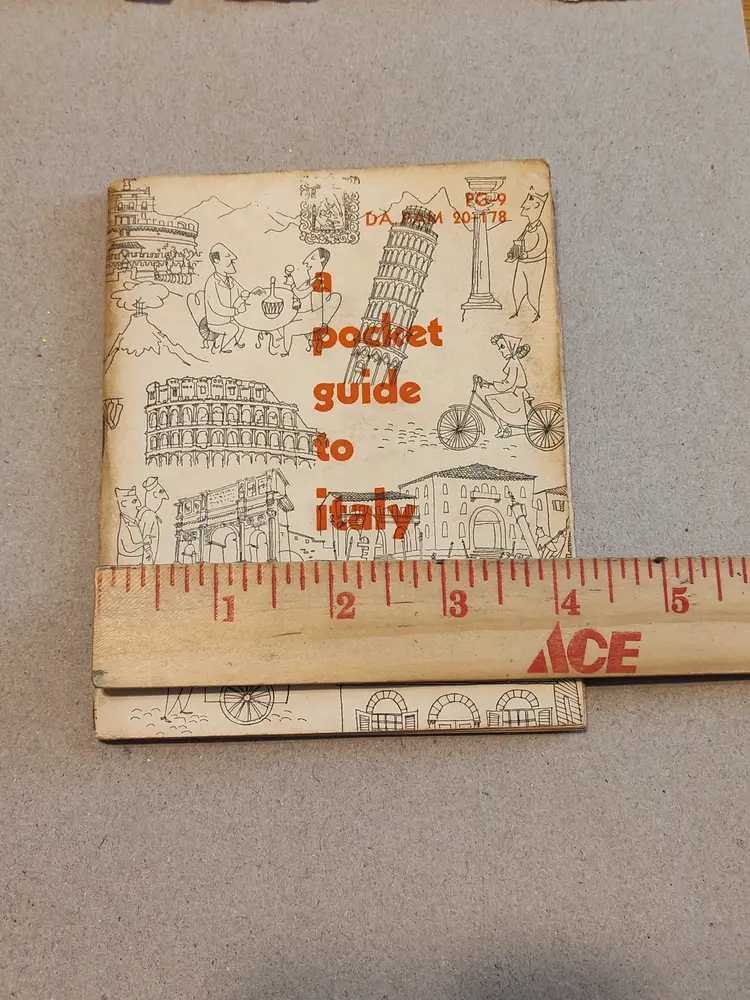 PG-9
DA PAM 20-178
a
pocket
guide
to
italy
1 2 3 4 5
ACE